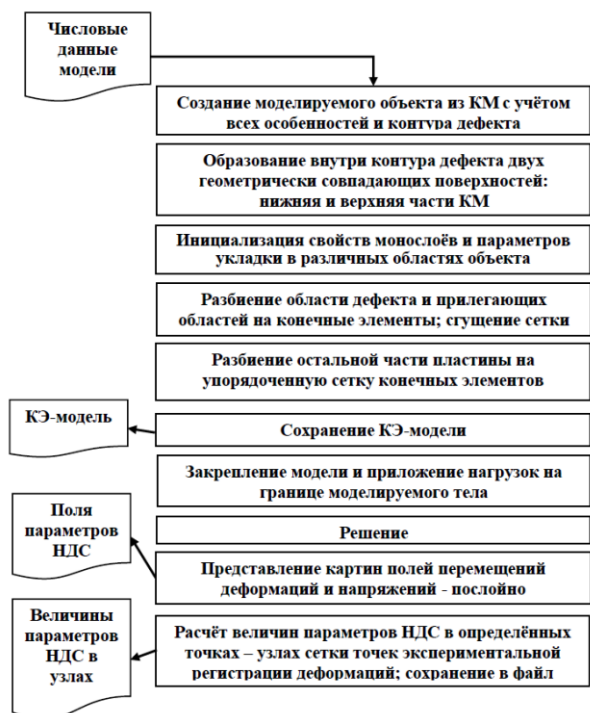 Числовые
данные
модели
Создание моделируемого объекта из КМ с учётом
всех особенностей и контура дефекта
Образование внутри контура дефекта двух
геометрически совпадающих поверхностей:
нижняя и верхняя части КМ
Инициализация свойств монослоёв и параметров
укладки в различных областях объекта
Разбиение области дефекта и прилегающих
областей на конечные элементы; сгущение сетки
Разбиение остальной части пластины на
упорядоченную сетку конечных элементов
КЭ-модель
Сохранение КЭ-модели
Закрепление модели и приложение нагрузок на
границе моделируемого тела
Поля
параметров
НДС
Решение
Представление картин полей перемещений
деформаций и напряжений - послойно
Величины
параметров
НДС в
узлах
Расчёт величин параметров НДС в определённых
точках – узлах сетки точек экспериментальной
регистрации деформаций; сохранение в файл